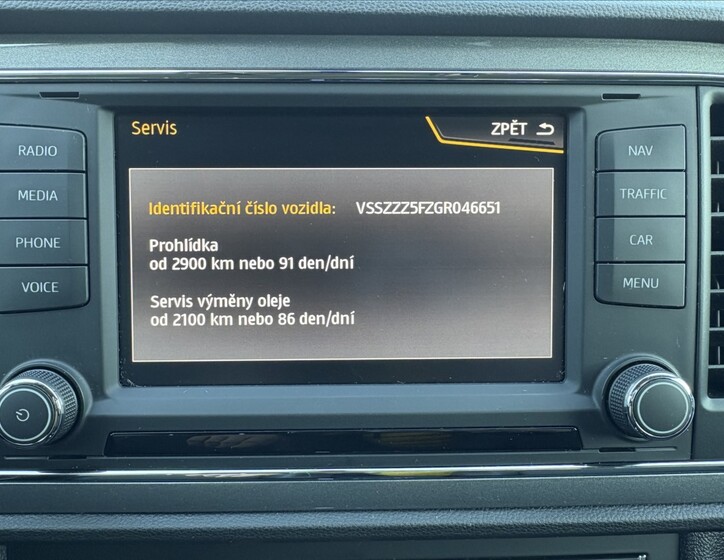 Servis
ZPĚT
RADIO
MEDIA
PHONE
VOICE
Identifikační číslo vozidla: VSSZZZ5FZGR046651
Prohlídka
od 2900 km nebo 91 den/dní
Servis výměny oleje
od 2100 km nebo 86 den/dní
NAV
TRAFFIC
CAR
MENU